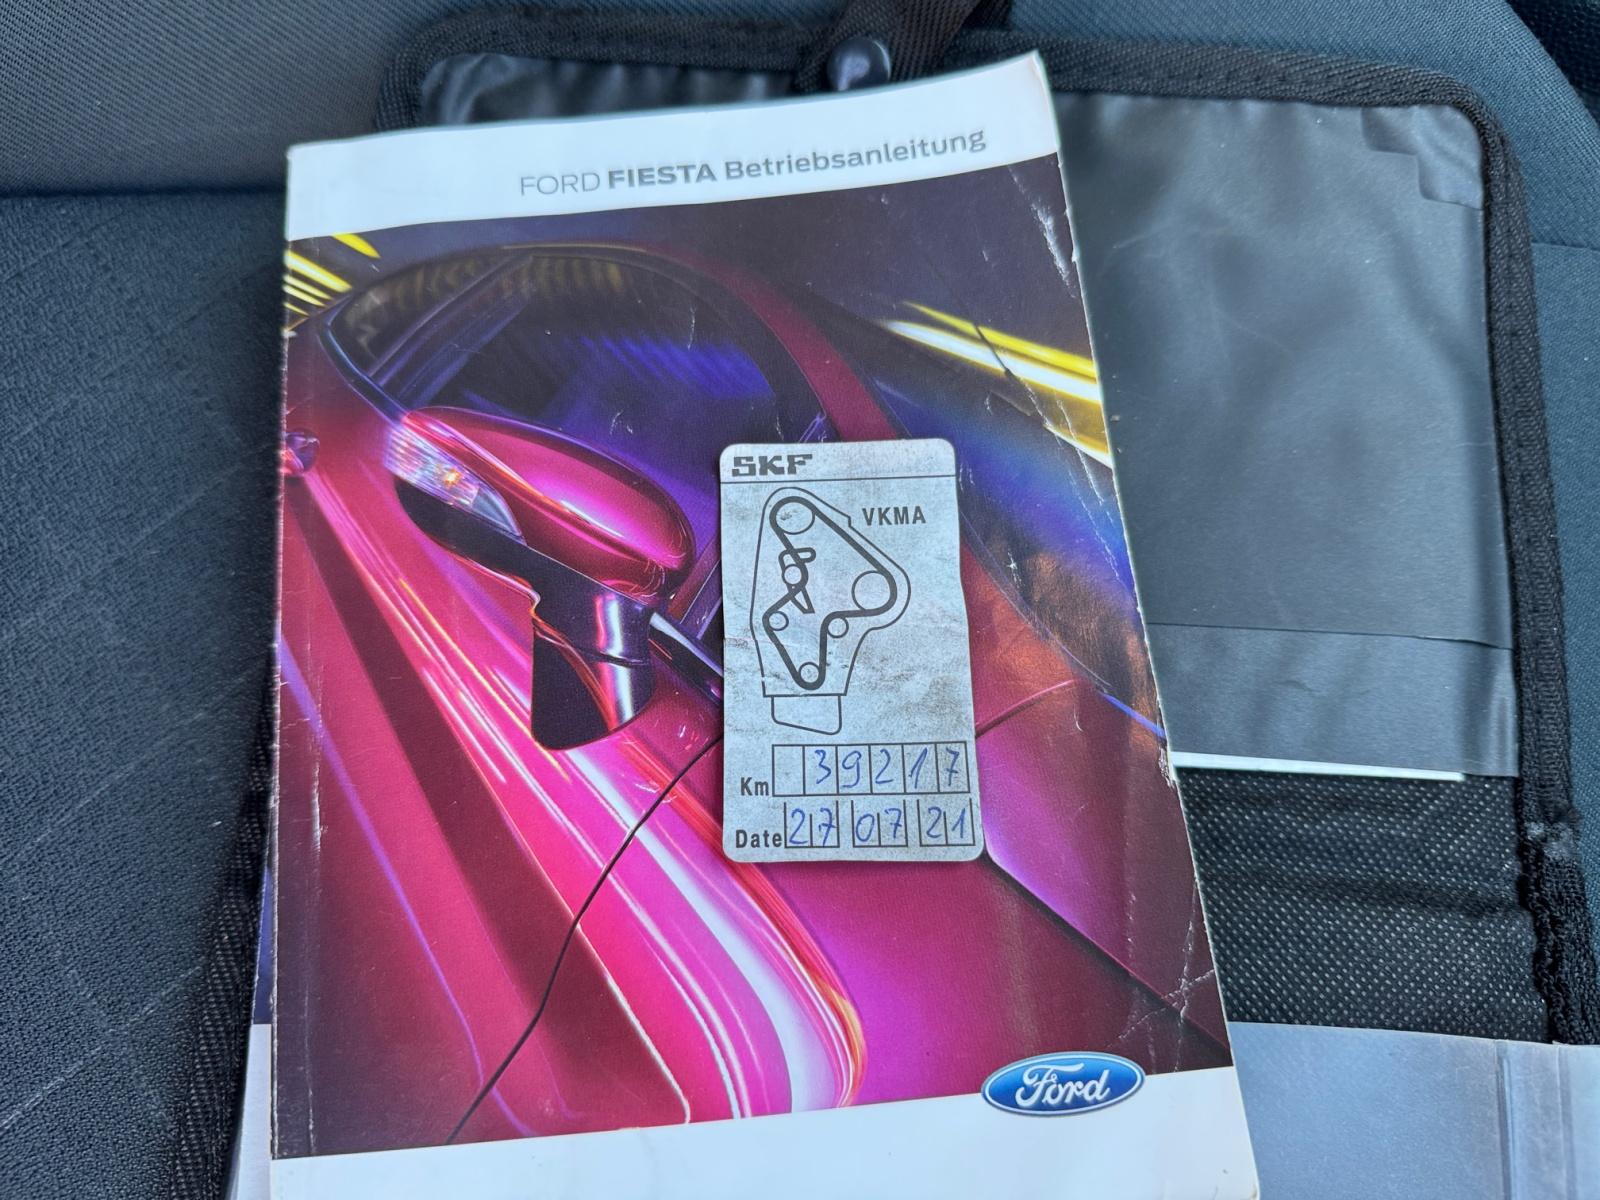 FORD FIESTA Betriebsanleitung
SKF
VKMA
Km 39217
Date 27 07 21
Ford